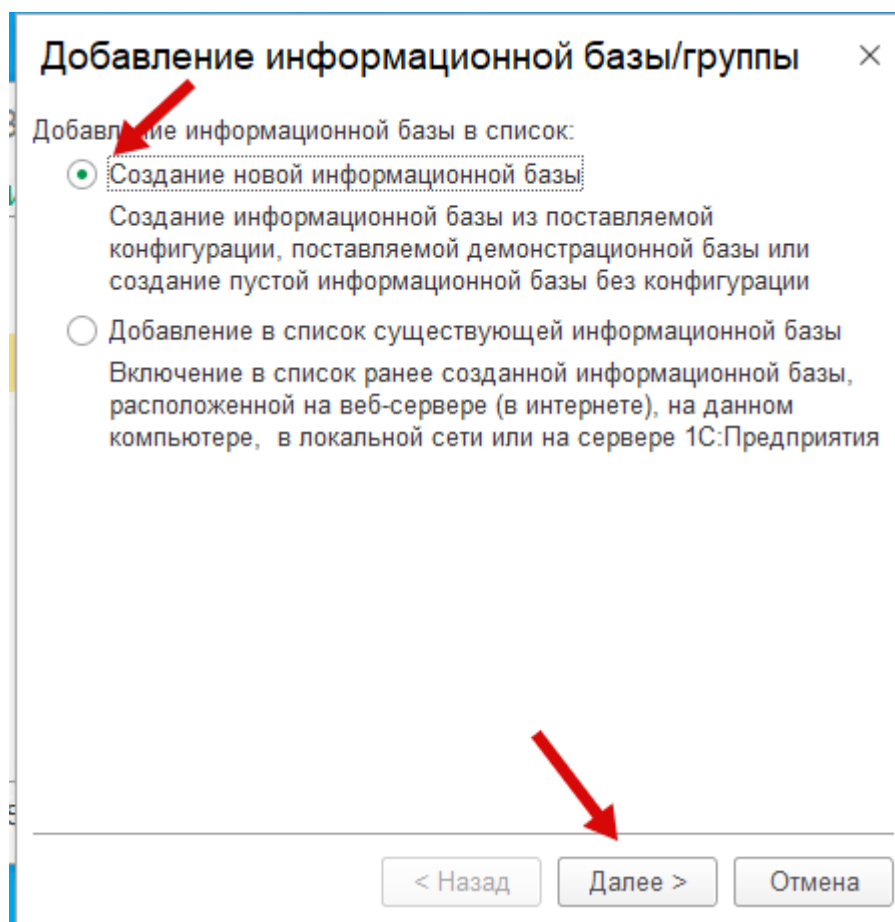 Добавление информационной базы/группы
Добавление информационной базы в список:
Создание новой информационной базы
Создание информационной базы из поставляемой
конфигурации, поставляемой демонстрационной базы или
создание пустой информационной базы без конфигурации
Добавление в список существующей информационной базы
Включение в список ранее созданной информационной базы,
расположенной на веб-сервере (в интернете), на данном
компьютере, в локальной сети или на сервере 1С:Предприятия
< Назад Далее > Отмена